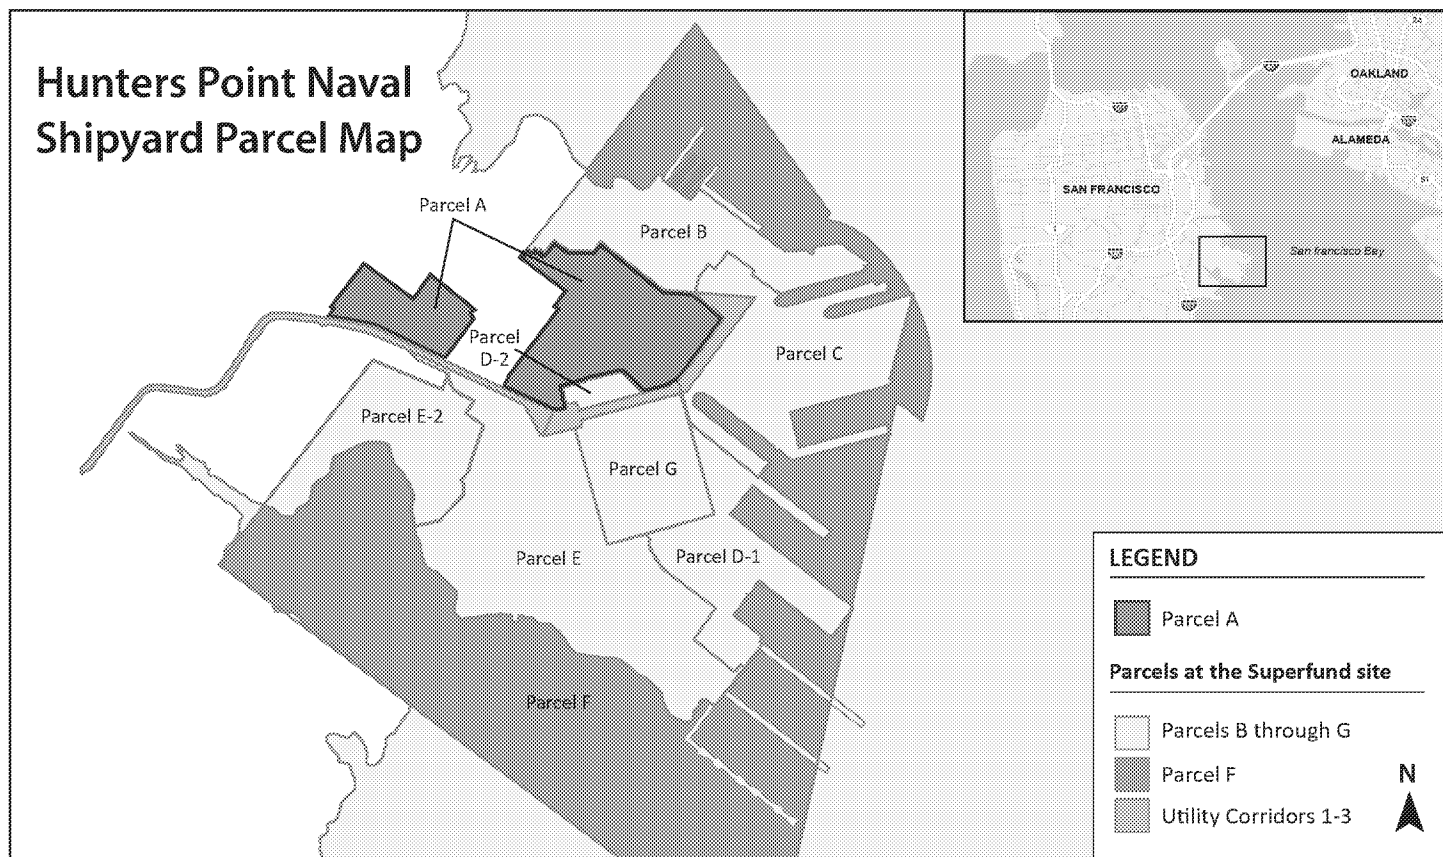 Hunters Point Naval
Shipyard Parcel Map
Parcel A
Parcel B
Parcel
D-2
Parcel C
Parcel E-2
Parcel G
Parcel E
Parcel D-1
Parcel F
24
OAKLAND
ALAMEDA
SAN FRANCISCO
San francisco Bay
LEGEND
Parcel A
Parcels at the Superfund site
Parcels B through G
Parcel F
Utility Corridors 1-3
N